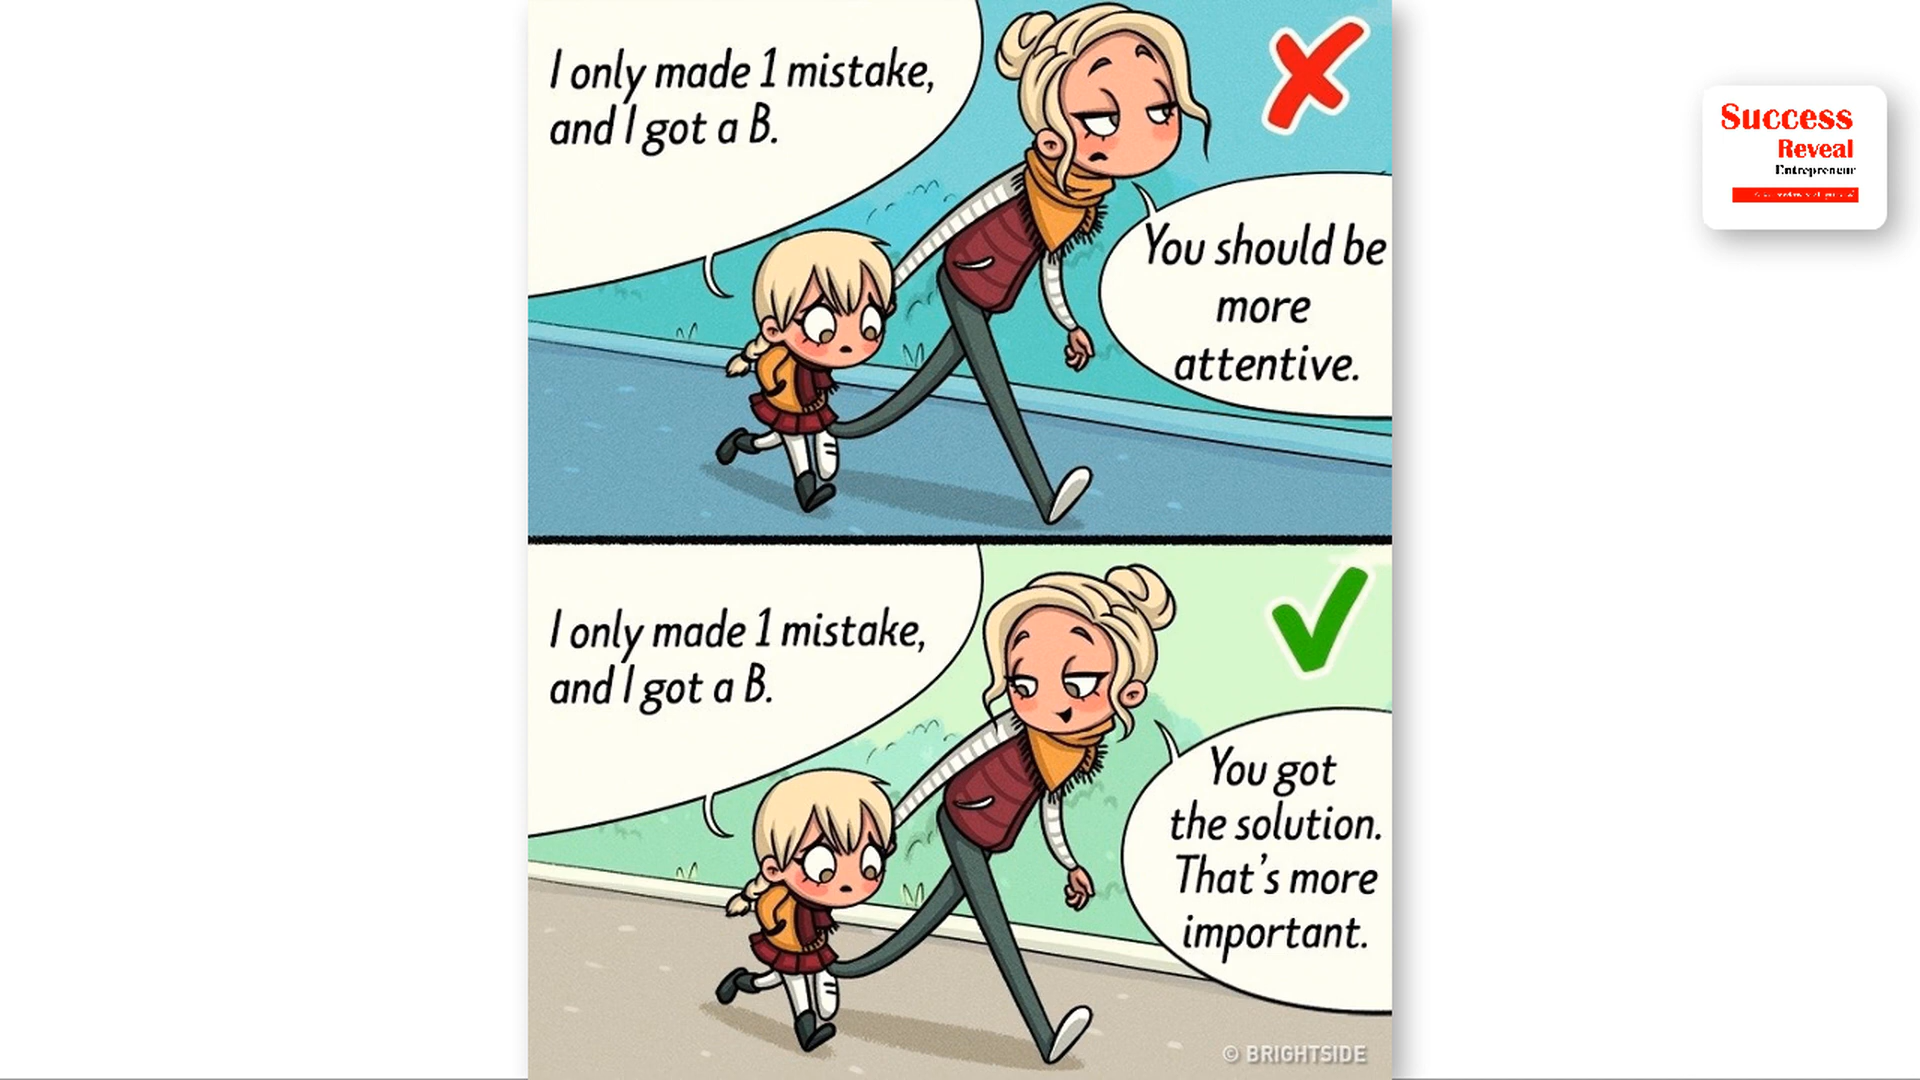 I only made 1 mistake,
and I got a B.
You should be
more
attentive.
I only made 1 mistake,
and I got a B.
You got
the solution.
That's more
important.
© BRIGHTSIDE
Success
Reveal
Entrepreneur